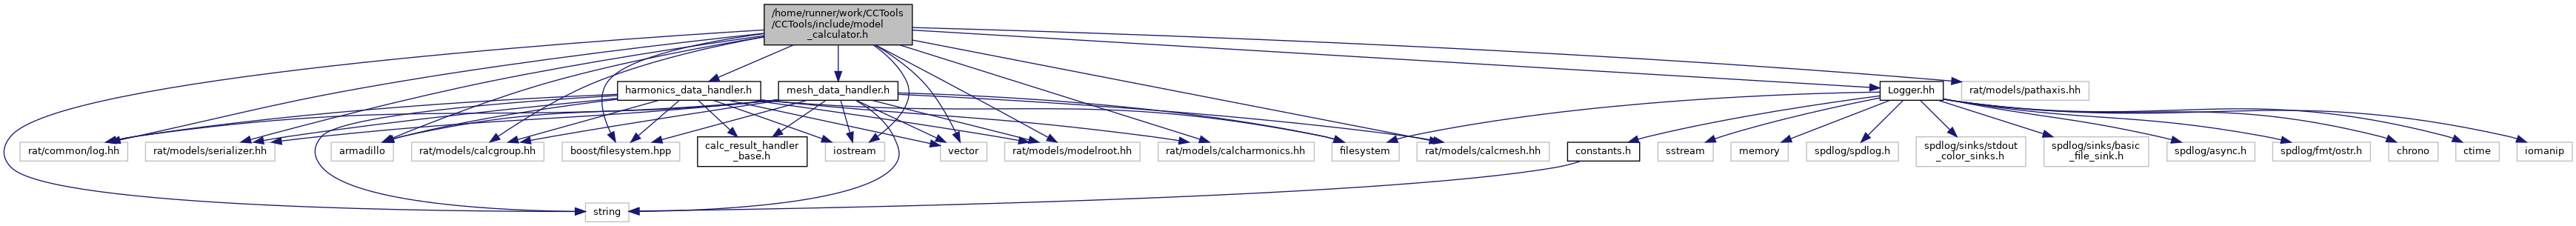 /home/runner/work/CCTools
/CCTools/include/model
_calculator.h
harmonics_data_handler.h
mesh_data_handler.h
Logger.hh
rat/models/pathaxis.hh
rat/common/log.hh
rat/models/serializer.hh
armadillo
rat/models/calcgroup.hh
boost/filesystem.hpp
calc_result_handler
_base.h
iostream
vector
rat/models/modelroot.hh
rat/models/calcharmonics.hh
filesystem
rat/models/calcmesh.hh
constants.h
sstream
memory
spdlog/spdlog.h
spdlog/sinks/stdout
_color_sinks.h
spdlog/sinks/basic
_file_sink.h
spdlog/async.h
spdlog/fmt/ostr.h
chrono
ctime
iomanip
string